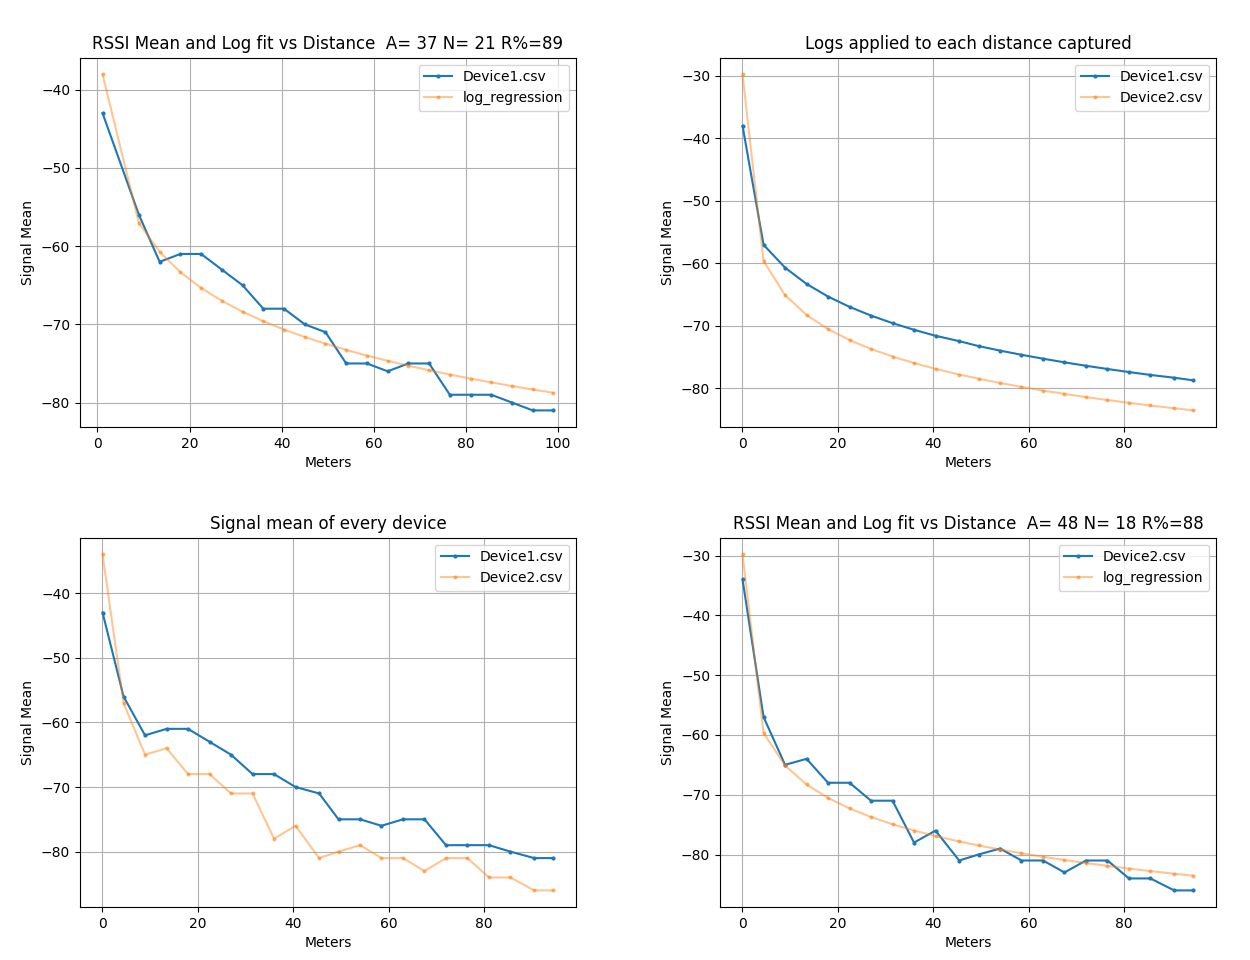 RSSI Mean and Log fit vs Distance  A= 37 N= 21 R%=89
Device1.csv
log_regression
Signal Mean
−40
−50
−60
−70
−80
0 20 40 60 80 100
Meters
Logs applied to each distance captured
Device1.csv
Device2.csv
Signal Mean
−30
−40
−50
−60
−70
−80
0 20 40 60 80
Meters
Signal mean of every device
Device1.csv
Device2.csv
Signal Mean
−40
−50
−60
−70
−80
0 20 40 60 80
Meters
RSSI Mean and Log fit vs Distance  A= 48 N= 18 R%=88
Device2.csv
log_regression
Signal Mean
−30
−40
−50
−60
−70
−80
0 20 40 60 80
Meters